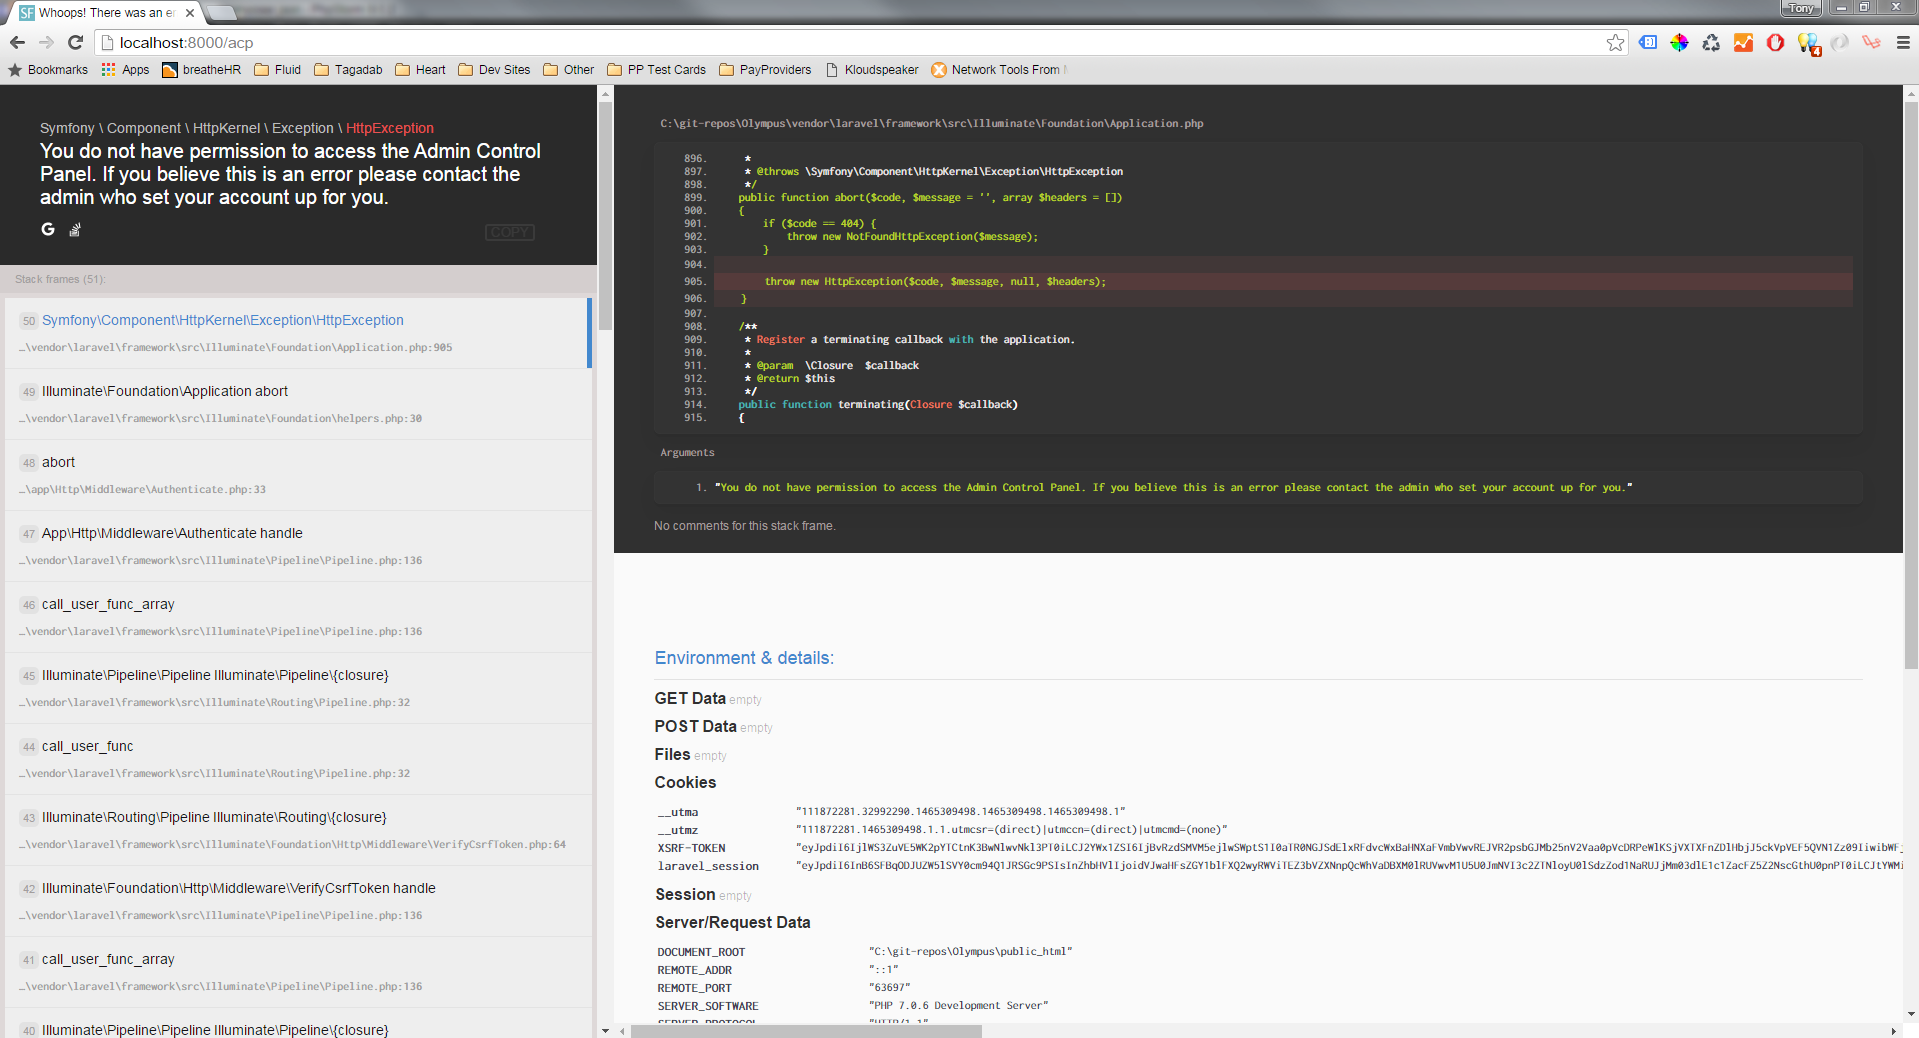 Whoops! There was an er
Tony
localhost:8000/acp
4
Bookmarks Apps breatheHR Fluid Tagadab Heart Dev Sites Other PP Test Cards PayProviders Kloudspeaker Network Tools From
Symfony \ Component \ HttpKernel \ Exception \ HttpException
You do not have permission to access the Admin Control
Panel. If you believe this is an error please contact the
admin who set your account up for you.
COPY
Stack frames (51):
50 Symfony\Component\HttpKernel\Exception\HttpException
…\vendor\laravel\framework\src\Illuminate\Foundation\Application.php:905
49 Illuminate\Foundation\Application abort
…\vendor\laravel\framework\src\Illuminate\Foundation\helpers.php:30
48 abort
…\app\Http\Middleware\Authenticate.php:33
47 App\Http\Middleware\Authenticate handle
…\vendor\laravel\framework\src\Illuminate\Pipeline\Pipeline.php:136
46 call_user_func_array
…\vendor\laravel\framework\src\Illuminate\Pipeline\Pipeline.php:136
45 Illuminate\Pipeline\Pipeline Illuminate\Pipeline\{closure}
…\vendor\laravel\framework\src\Illuminate\Routing\Pipeline.php:32
44 call_user_func
…\vendor\laravel\framework\src\Illuminate\Routing\Pipeline.php:32
43 Illuminate\Routing\Pipeline Illuminate\Routing\{closure}
…\vendor\laravel\framework\src\Illuminate\Foundation\Http\Middleware\VerifyCsrfToken.php:64
42 Illuminate\Foundation\Http\Middleware\VerifyCsrfToken handle
…\vendor\laravel\framework\src\Illuminate\Pipeline\Pipeline.php:136
41 call_user_func_array
…\vendor\laravel\framework\src\Illuminate\Pipeline\Pipeline.php:136
40 Illuminate\Pipeline\Pipeline Illuminate\Pipeline\{closure}
C:\git-repos\Olympus\vendor\laravel\framework\src\Illuminate\Foundation\Application.php
896. *
897. * @throws \Symfony\Component\HttpKernel\Exception\HttpException
898. */
899. public function abort($code, $message = '', array $headers = [])
900. {
901. if ($code == 404) {
902. throw new NotFoundHttpException($message);
903. }
904.
905. throw new HttpException($code, $message, null, $headers);
906. }
907.
908. /**
909. * Register a terminating callback with the application.
910. *
911. * @param \Closure $callback
912. * @return $this
913. */
914. public function terminating(Closure $callback)
915. {
Arguments
1. "You do not have permission to access the Admin Control Panel. If you believe this is an error please contact the admin who set your account up for you."
No comments for this stack frame.
Environment & details:
GET Data empty
POST Data empty
Files empty
Cookies
__utma "111872281.32992290.1465309498.1465309498.1465309498.1"
__utmz "111872281.1465309498.1.1.utmcsr=(direct)|utmccn=(direct)|utmcmd=(none)"
XSRF-TOKEN
laravel_session
Session empty
Server/Request Data
DOCUMENT_ROOT "C:\git-repos\Olympus\public_html"
REMOTE_ADDR "::1"
REMOTE_PORT "63697"
SERVER_SOFTWARE "PHP 7.0.6 Development Server"
SERVER_PROTOCOL "HTTP/1.1"